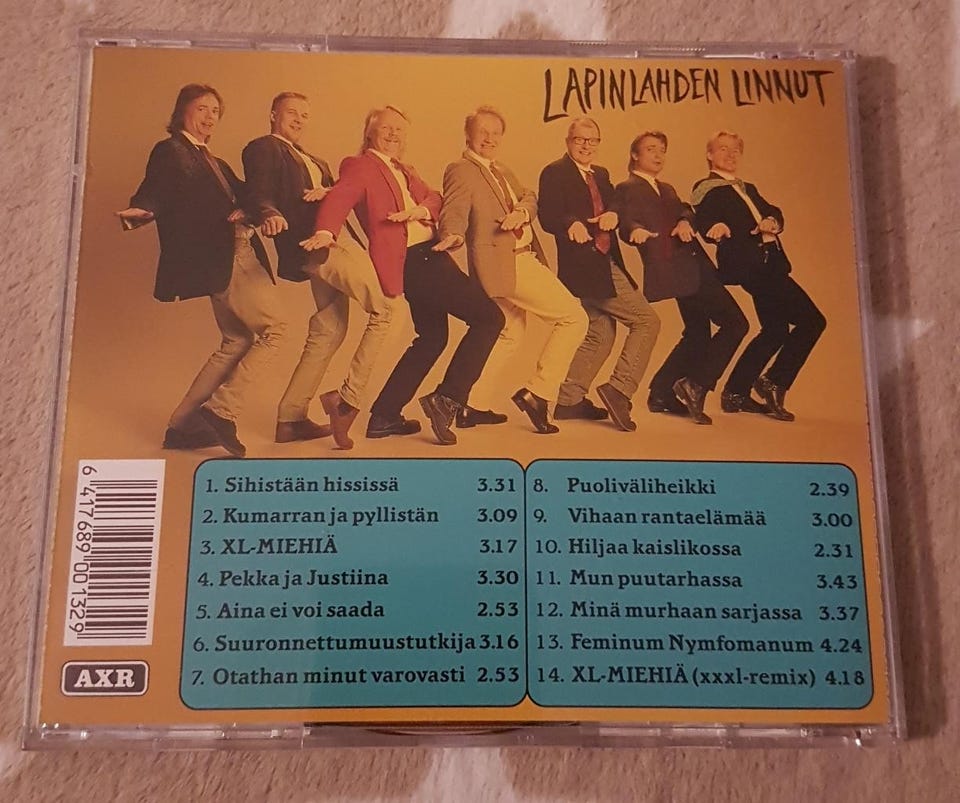 LAPINLAHDEN LINNUT
1. Sihistään hississä 3.31
2. Kumarran ja pyllistän 3.09
3. XL-MIEHIÄ 3.17
4. Pekka ja Justiina 3.30
5. Aina ei voi saada 2.53
6. Suuronnettumuustutkija 3.16
7. Otathan minut varovasti 2.53
8. Puoliväliheikki 2.39
9. Vihaan rantaelämää 3.00
10. Hiljaa kaislikossa 2.31
11. Mun puutarhassa 3.43
12. Minä murhaan sarjassa 3.37
13. Feminum Nymfomanum 4.24
14. XL-MIEHIÄ (xxxl-remix) 4.18
6 417689 001329
AXR